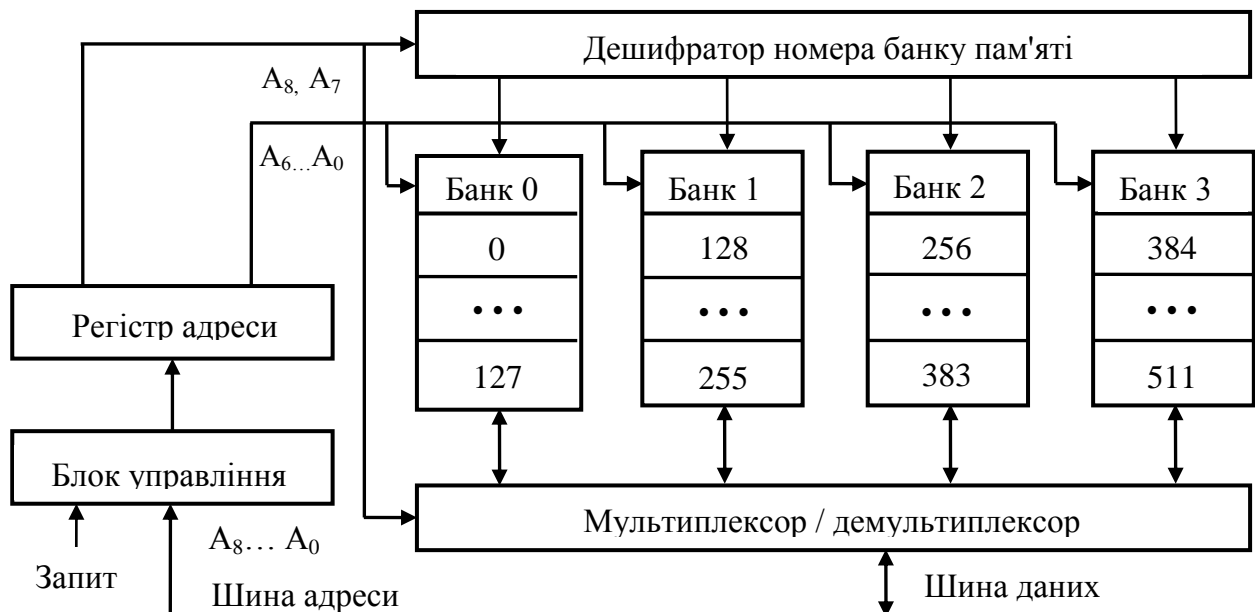 Дешифратор номера банку пам'яті
A₈, A₇
A₆…A₀
Банк 0
Банк 1
Банк 2
Банк 3
0
128
256
384
•••
•••
•••
•••
127
255
383
511
Регістр адреси
Блок управління
Мультиплексор / демультиплексор
A₈… A₀
Запит
Шина адреси
Шина даних